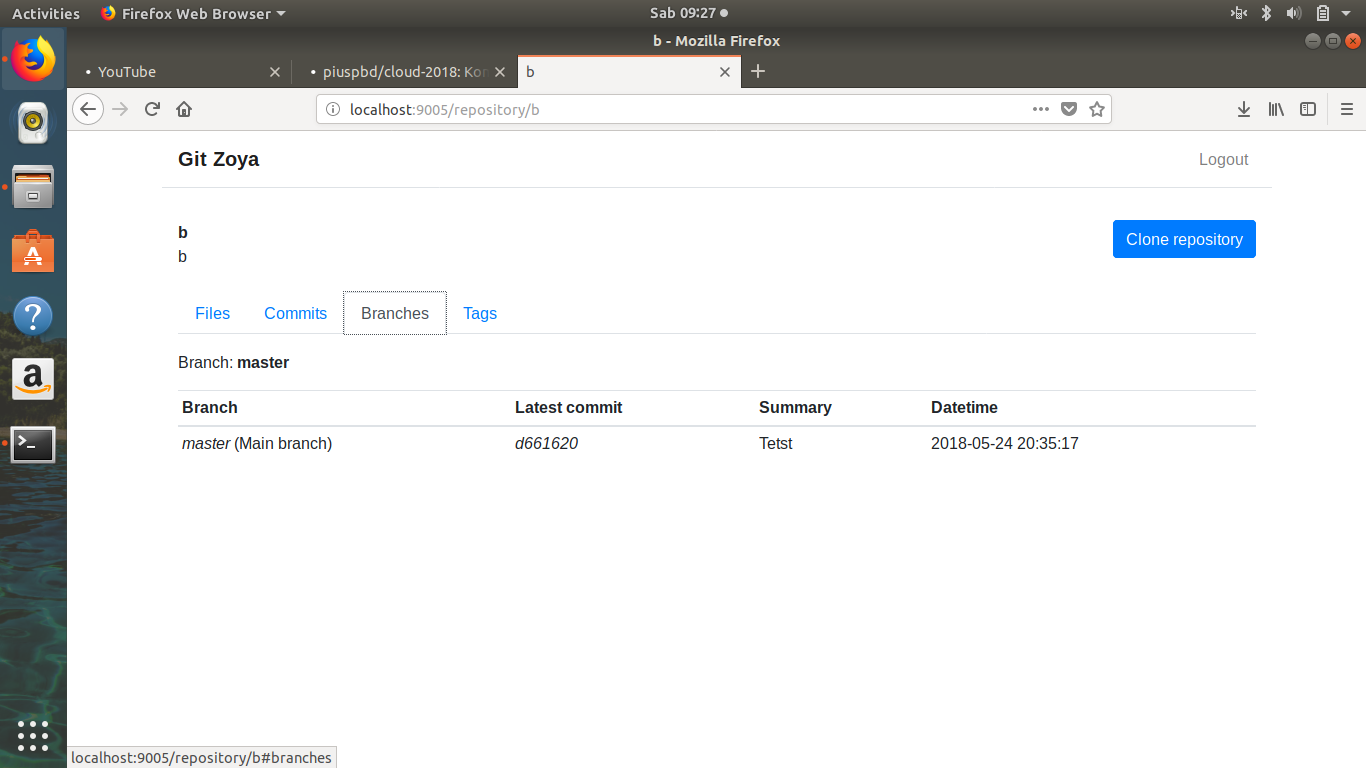 Activities Firefox Web Browser Sab 09:27
b - Mozilla Firefox
• YouTube • piuspbd/cloud-2018: Kor b
localhost:9005/repository/b
Git Zoya Logout
b Clone repository
b
Files Commits Branches Tags
Branch: master
Branch Latest commit Summary Datetime
master (Main branch) d661620 Tetst 2018-05-24 20:35:17
localhost:9005/repository/b#branches